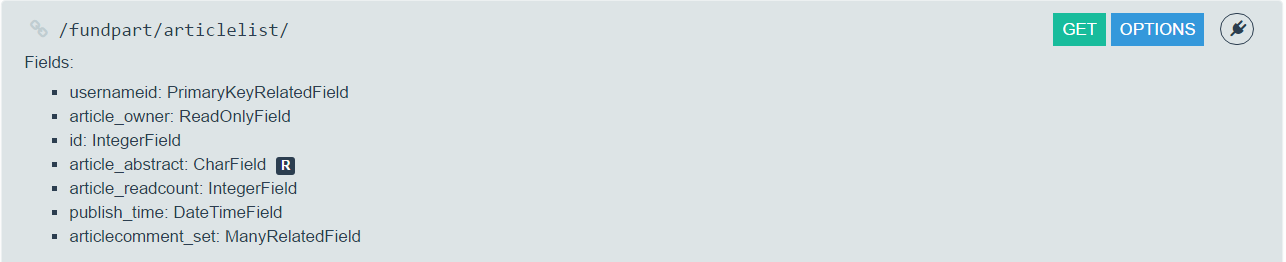 /fundpart/articlelist/ GET OPTIONS
Fields:
usernameid: PrimaryKeyRelatedField
article_owner: ReadOnlyField
id: IntegerField
article_abstract: CharField R
article_readcount: IntegerField
publish_time: DateTimeField
articlecomment_set: ManyRelatedField